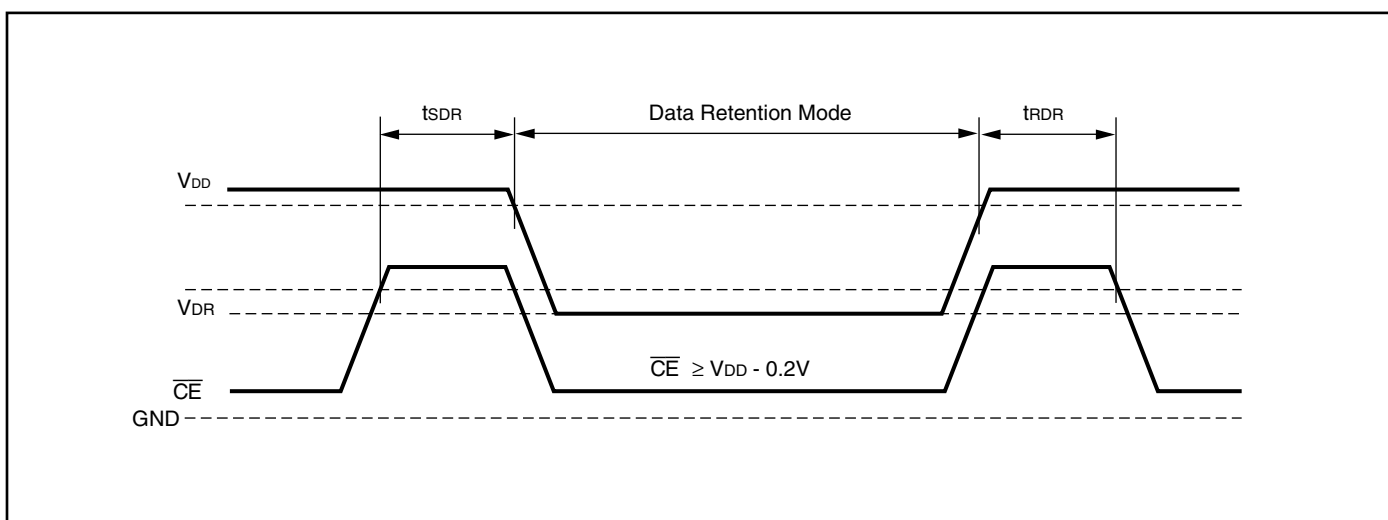 tSDR Data Retention Mode tRDR
VDD
VDR
CE ≥ VDD - 0.2V
CE
GND